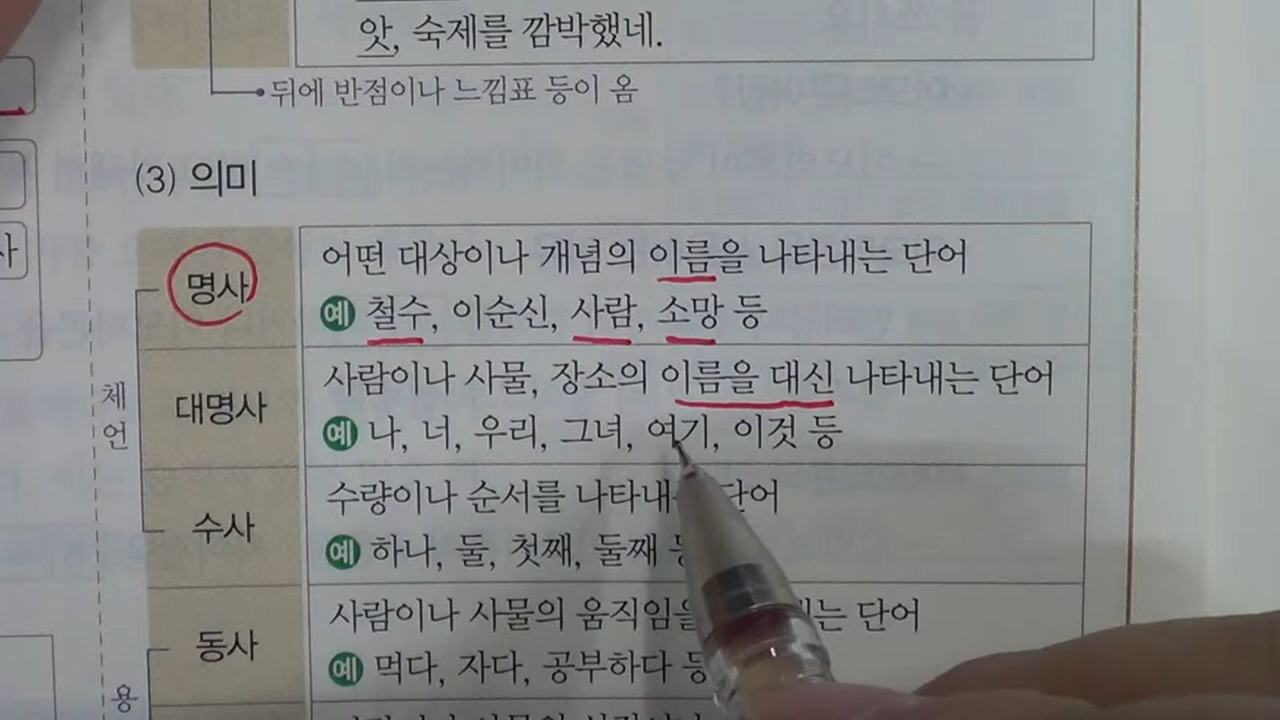 앗, 숙제를 깜박했네.
뒤에 반점이나 느낌표 등이 옴
(3) 의미
체언
명사
어떤 대상이나 개념의 이름을 나타내는 단어
예 철수, 이순신, 사람, 소망 등
대명사
사람이나 사물, 장소의 이름을 대신 나타내는 단어
예 나, 너, 우리, 그녀, 여기, 이것 등
수사
수량이나 순서를 나타내 단어
예 하나, 둘, 첫째, 둘째
용
동사
사람이나 사물의 움직임을 는 단어
예 먹다, 자다, 공부하다 등
사